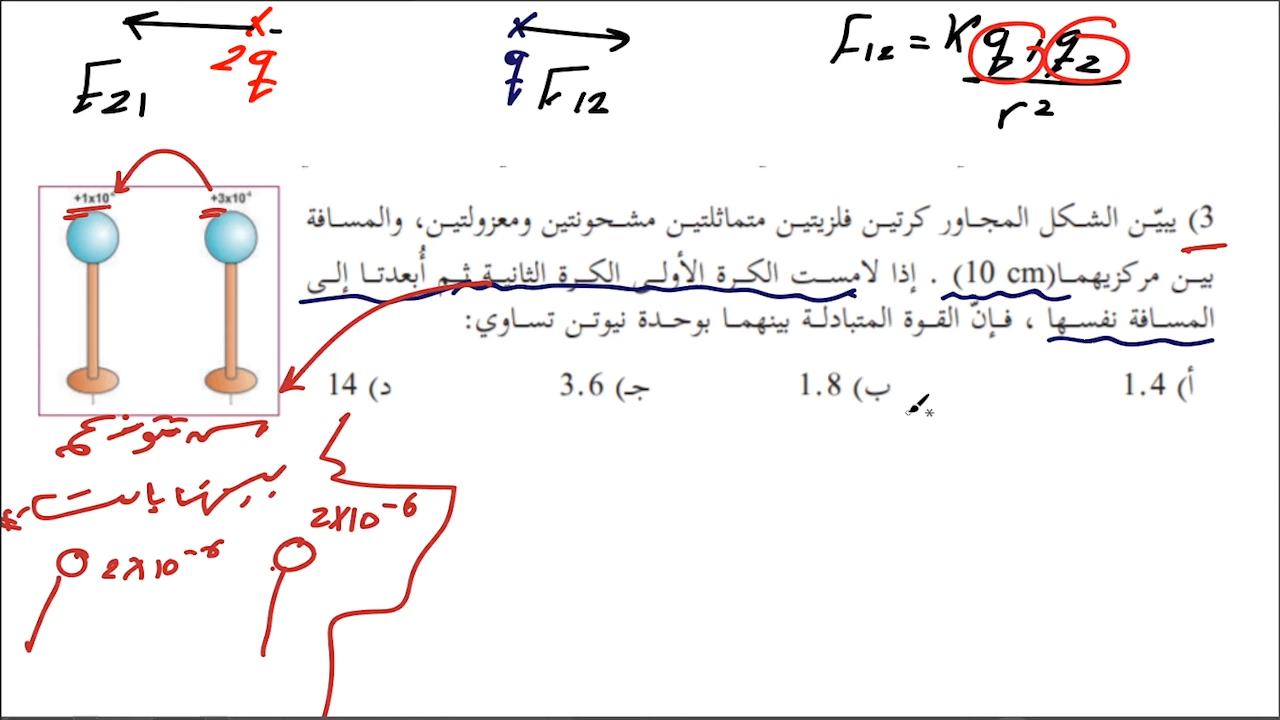 F21
2q
q
F12
F12 = K q1 q2 / r2
+1x10
+3x10
3) يبيّن الشكل المجاور كرتين فلزيتين متماثلتين مشحونتين ومعزولتين، والمسافة
بين مركزيهما(10 cm) . إذا لامست الكرة الأولى الكرة الثانية ثم أُبعدتا إلى
المسافة نفسها ، فإنّ القوة المتبادلة بينهما بوحدة نيوتن تساوي:
أ) 1.4 ب) 1.8 جـ) 3.6 د) 14
2x10-6
2x10-6